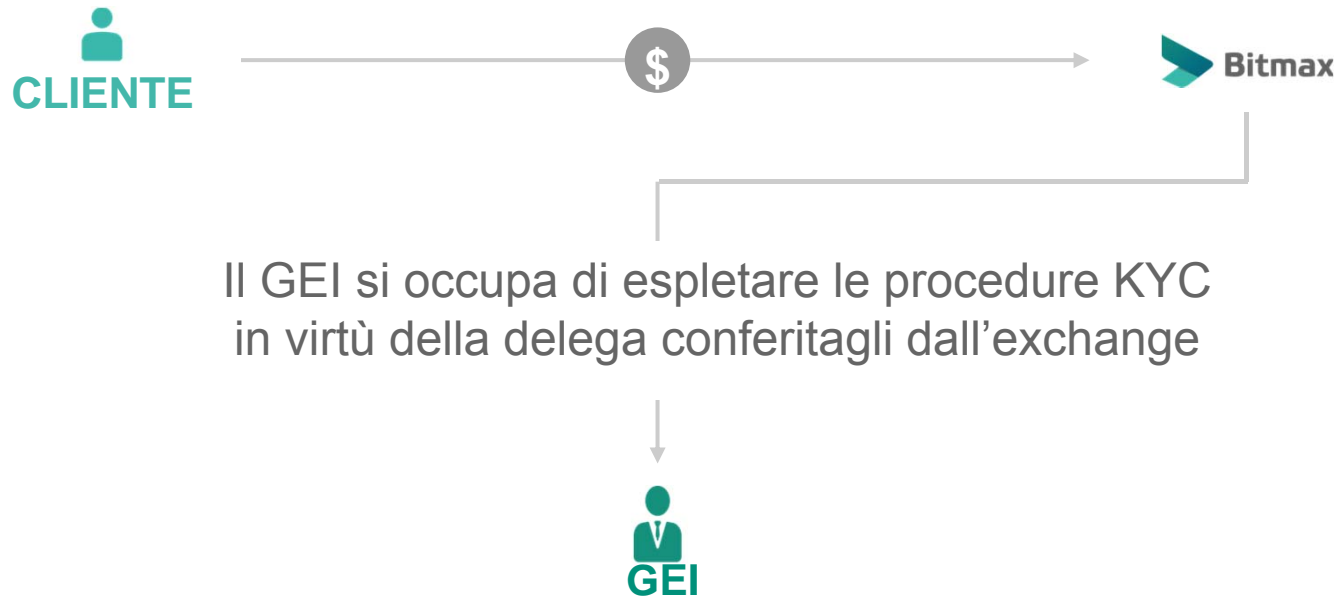 CLIENTE
$
Bitmax
Il GEI si occupa di espletare le procedure KYC
in virtù della delega conferitagli dall’exchange
GEI